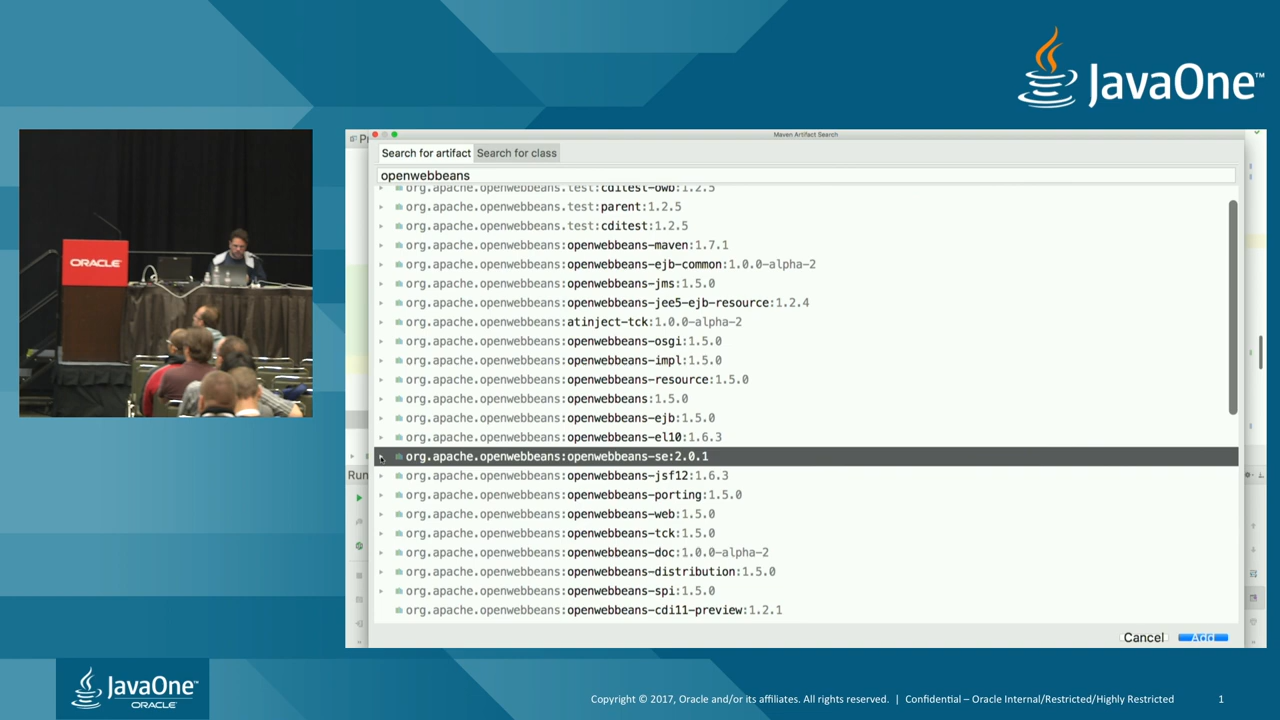 JavaOne™
ORACLE
Maven Artifact Search
Search for artifact Search for class
openwebbeans
org.apache.openwebbeans.test:cditest-owb:1.2.5
org.apache.openwebbeans.test:parent:1.2.5
org.apache.openwebbeans.test:cditest:1.2.5
org.apache.openwebbeans:openwebbeans-maven:1.7.1
org.apache.openwebbeans:openwebbeans-ejb-common:1.0.0-alpha-2
org.apache.openwebbeans:openwebbeans-jms:1.5.0
org.apache.openwebbeans:openwebbeans-jee5-ejb-resource:1.2.4
org.apache.openwebbeans:atinject-tck:1.0.0-alpha-2
org.apache.openwebbeans:openwebbeans-osgi:1.5.0
org.apache.openwebbeans:openwebbeans-impl:1.5.0
org.apache.openwebbeans:openwebbeans-resource:1.5.0
org.apache.openwebbeans:openwebbeans:1.5.0
org.apache.openwebbeans:openwebbeans-ejb:1.5.0
org.apache.openwebbeans:openwebbeans-el10:1.6.3
org.apache.openwebbeans:openwebbeans-se:2.0.1
org.apache.openwebbeans:openwebbeans-jsf12:1.6.3
org.apache.openwebbeans:openwebbeans-porting:1.5.0
org.apache.openwebbeans:openwebbeans-web:1.5.0
org.apache.openwebbeans:openwebbeans-tck:1.5.0
org.apache.openwebbeans:openwebbeans-doc:1.0.0-alpha-2
org.apache.openwebbeans:openwebbeans-distribution:1.5.0
org.apache.openwebbeans:openwebbeans-spi:1.5.0
org.apache.openwebbeans:openwebbeans-cdi11-preview:1.2.1
Run
Cancel Add
JavaOne™
ORACLE
Copyright © 2017, Oracle and/or its affiliates. All rights reserved. | Confidential – Oracle Internal/Restricted/Highly Restricted 1